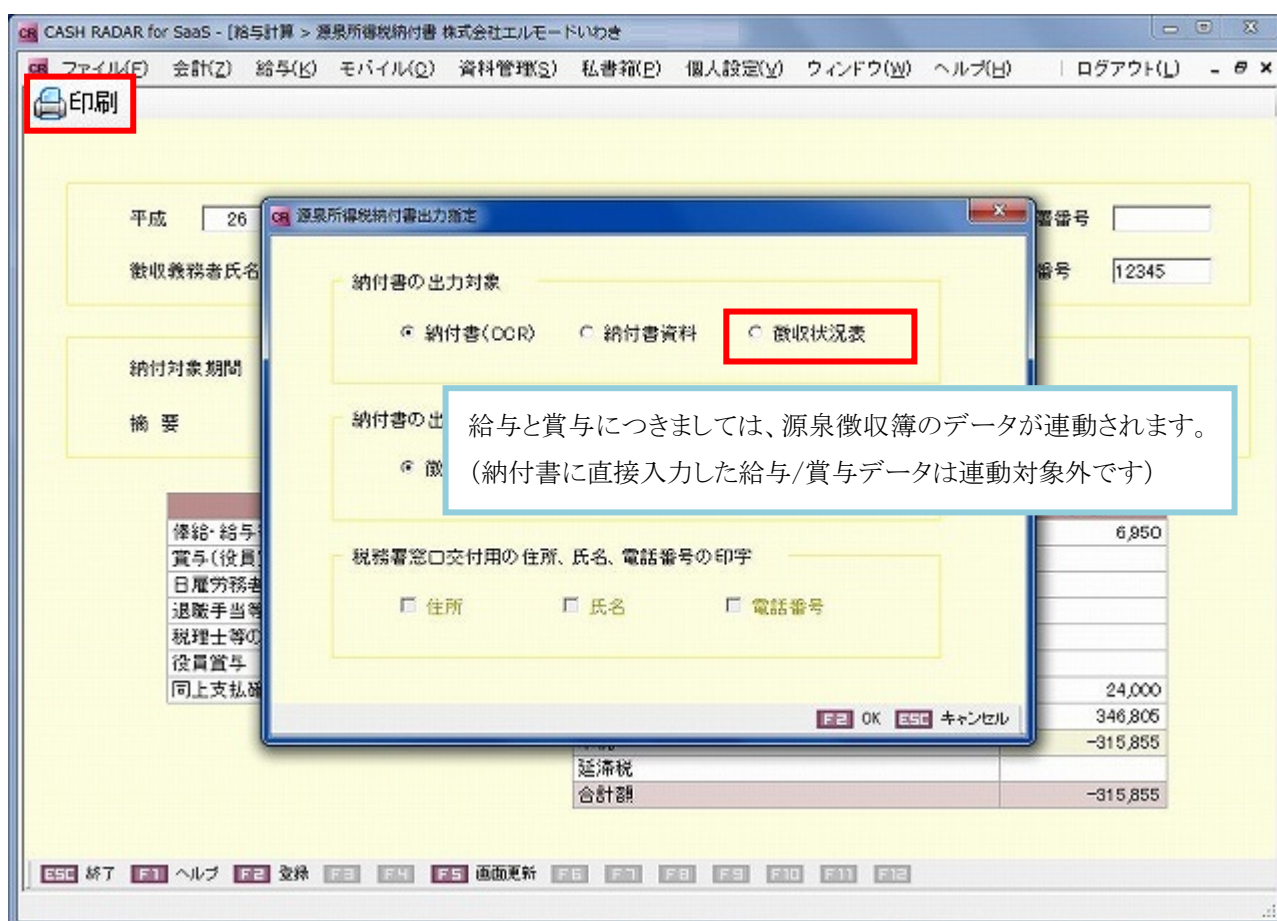 CR CASH RADAR for SaaS - [給与計算 > 源泉所得税納付書 株式会社エルモードいわき
CR ファイル(F) 会計(Z) 給与(K) モバイル(Q) 資料管理(S) 私書箱(P) 個人設定(V) ウィンドウ(W) ヘルプ(H) ログアウト(L)
印刷
平成 26
署番号
徴収義務者氏名
番号 12345
納付対象期間
摘 要
CR 源泉所得税納付書出力指定
納付書の出力対象
納付書(OCR) 納付書資料 徴収状況表
納付書の出
徴
給与と賞与につきましては、源泉徴収簿のデータが連動されます。
(納付書に直接入力した給与/賞与データは連動対象外です)
税務署窓口交付用の住所、氏名、電話番号の印字
住所 氏名 電話番号
F2 OK ESC キャンセル
俸給・給与 6,950
賞与(役員
日雇労務者
退職手当等
税理士等の
役員賞与
同上支払確 24,000
346,805
-315,855
延滞税
合計額 -315,855
ESC 終了 F1 ヘルプ F2 登録 F3 F4 F5 画面更新 F6 F7 F8 F9 F10 F11 F12